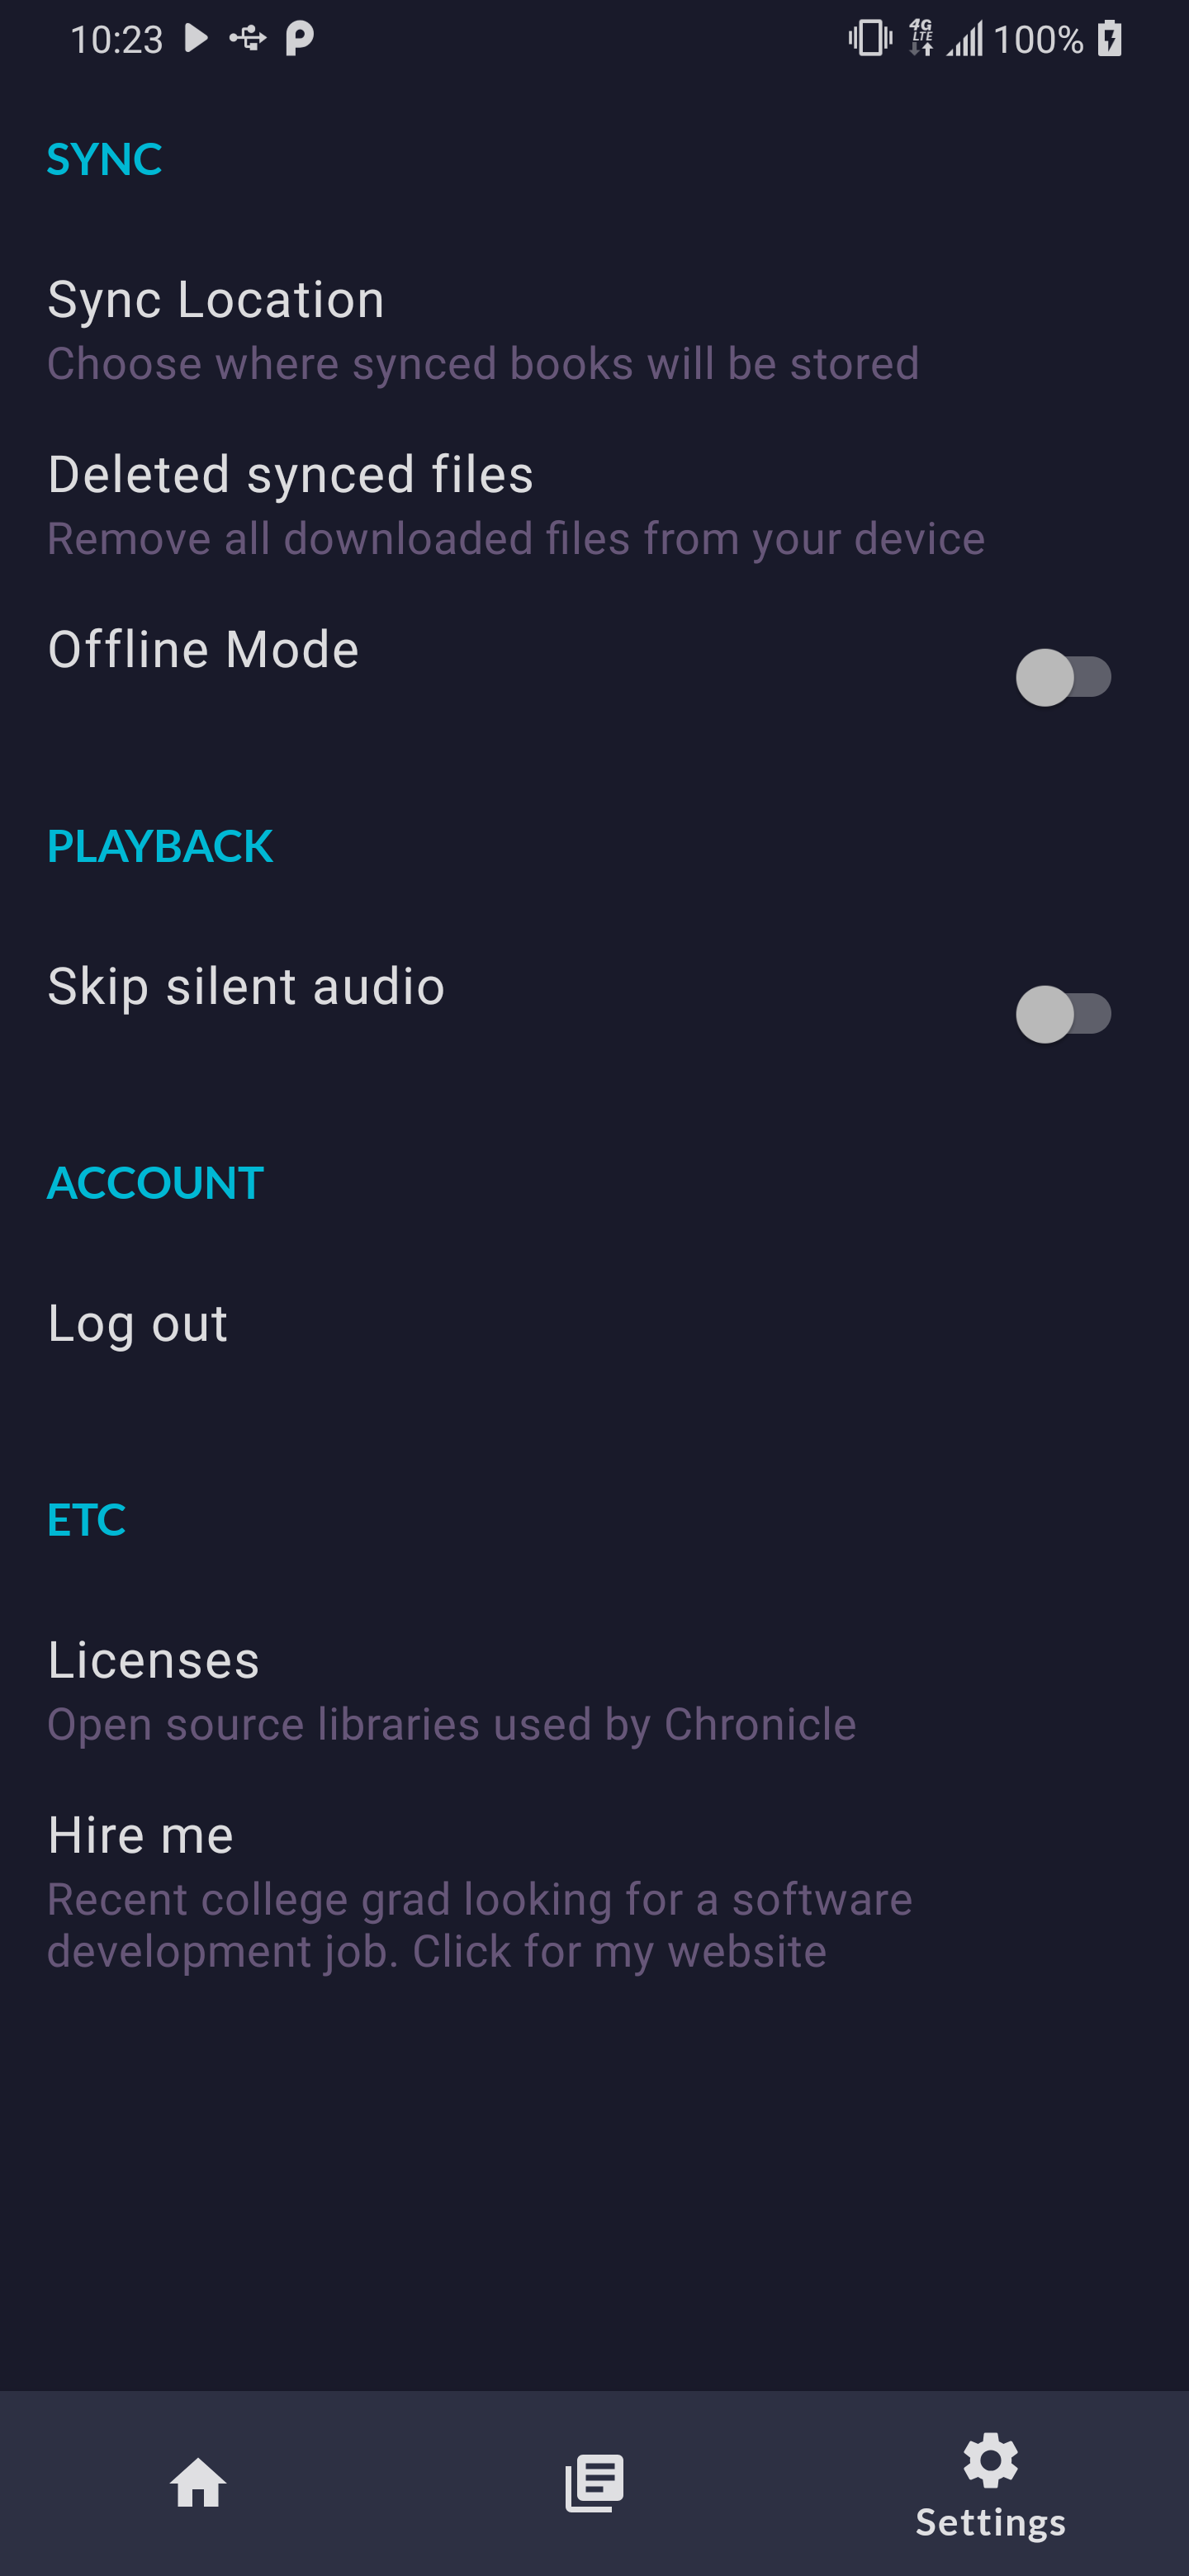 10:23
4G LTE 100%
SYNC
Sync Location
Choose where synced books will be stored
Deleted synced files
Remove all downloaded files from your device
Offline Mode
PLAYBACK
Skip silent audio
ACCOUNT
Log out
ETC
Licenses
Open source libraries used by Chronicle
Hire me
Recent college grad looking for a software
development job. Click for my website
Settings